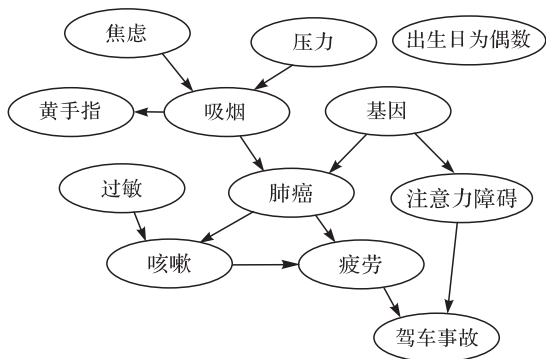 焦虑
压力
出生日为偶数
黄手指
吸烟
基因
过敏
肺癌
注意力障碍
咳嗽
疲劳
驾车事故